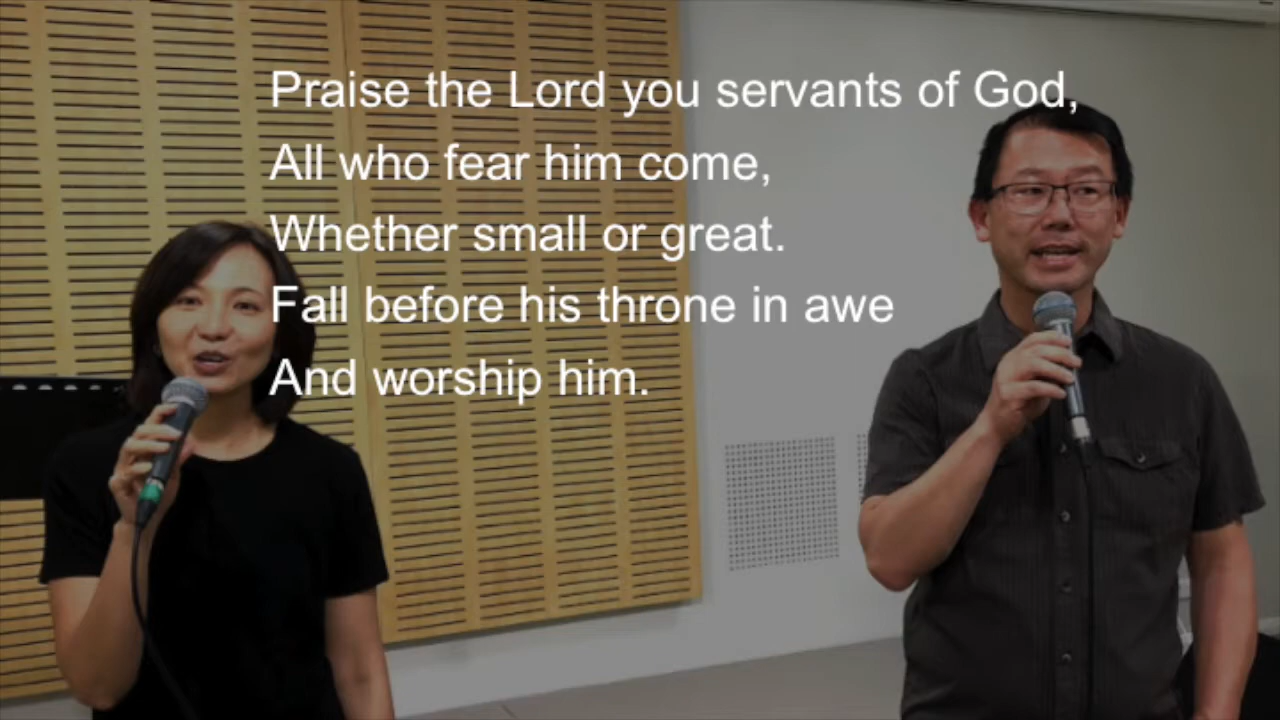 Praise the Lord you servants of God,
All who fear him come,
Whether small or great.
Fall before his throne in awe
And worship him.